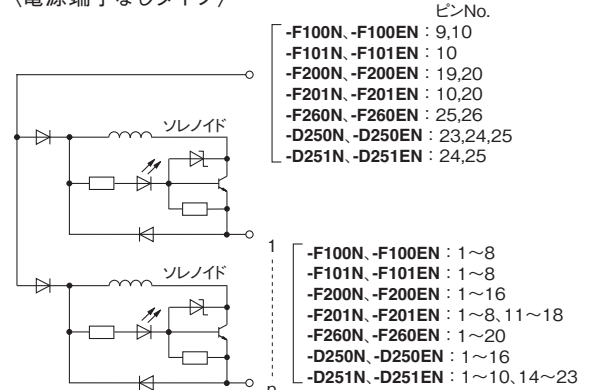 (電源端子なしタイプ)
ピンNo.
-F100N、-F100EN：9,10
-F101N、-F101EN：10
-F200N、-F200EN：19,20
-F201N、-F201EN：10,20
-F260N、-F260EN：25,26
-D250N、-D250EN：23,24,25
-D251N、-D251EN：24,25
ソレノイド
1
-F100N、-F100EN：1〜8
-F101N、-F101EN：1〜8
-F200N、-F200EN：1〜16
-F201N、-F201EN：1〜8、11〜18
-F260N、-F260EN：1〜20
-D250N、-D250EN：1〜16
-D251N、-D251EN：1〜10、14〜23
ソレノイド
n